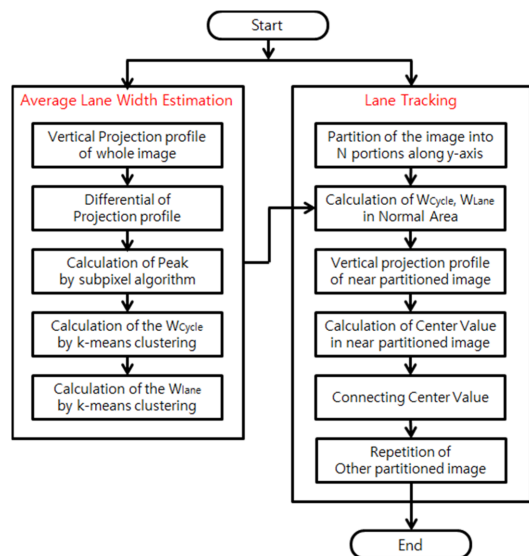 Start
Average Lane Width Estimation
Vertical Projection profile
of whole image
Differential of
Projection profile
Calculation of Peak
by subpixel algorithm
Calculation of the Wcycle
by k-means clustering
Calculation of the Wlane
by k-means clustering
Lane Tracking
Partition of the image into
N portions along y-axis
Calculation of WCycle, WLane
in Normal Area
Vertical projection profile
of near partitioned image
Calculation of Center Value
in near partitioned image
Connecting Center Value
Repetition of
Other partitioned image
End